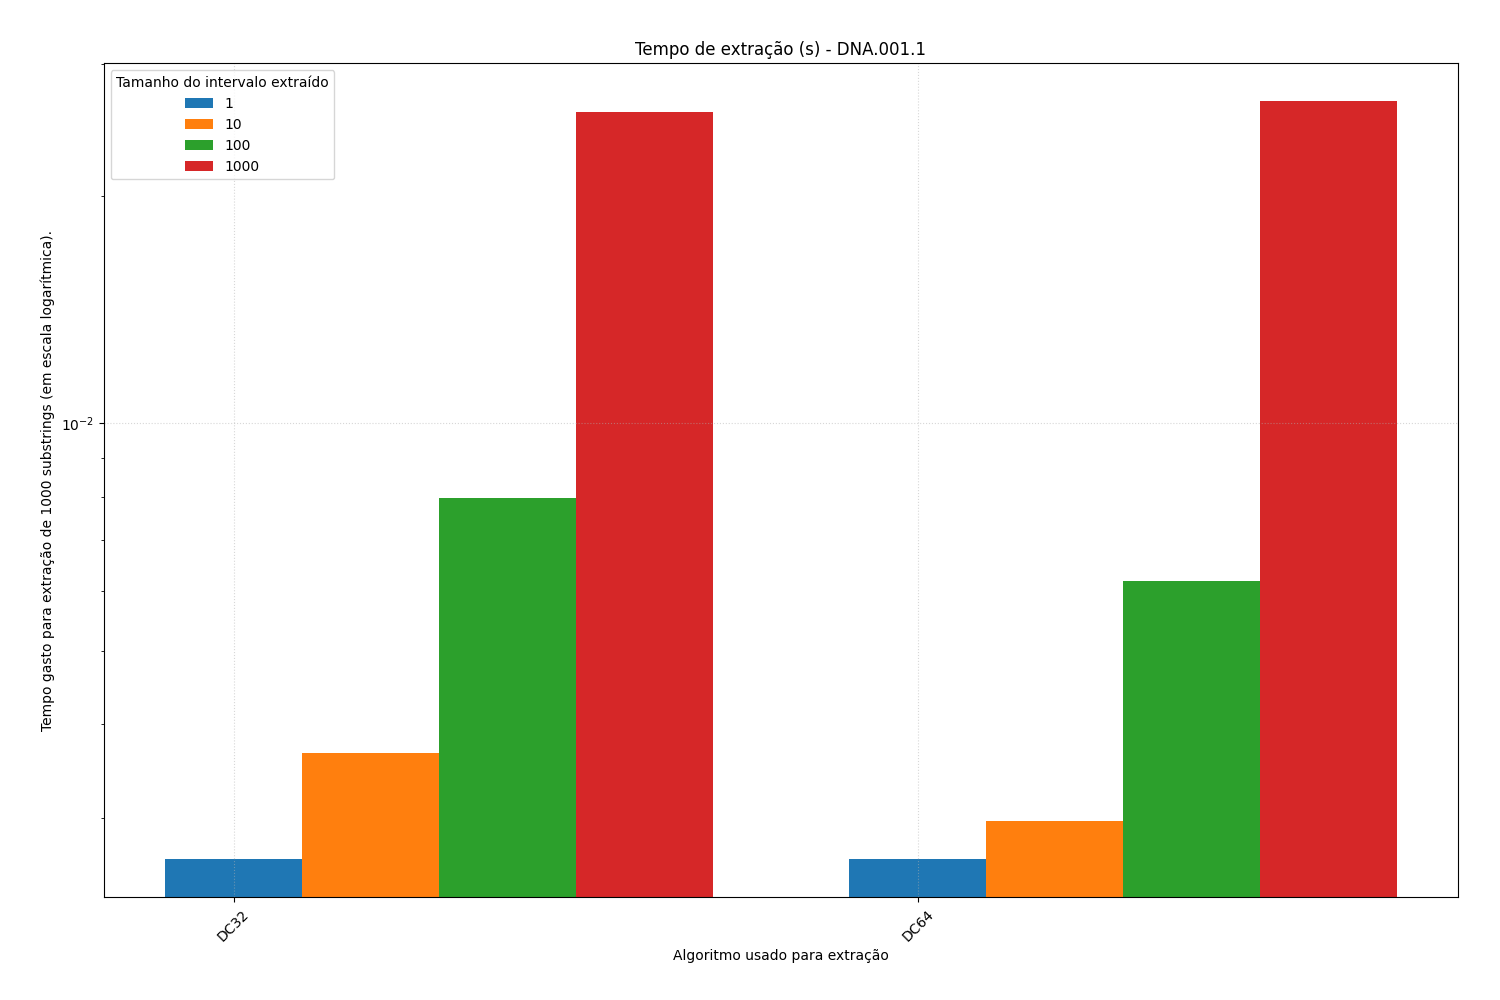 Tempo de extração (s) - DNA.001.1
Tamanho do intervalo extraído
1
10
100
1000
Tempo gasto para extração de 1000 substrings (em escala logarítmica).
10⁻²
DC32
DC64
Algoritmo usado para extração